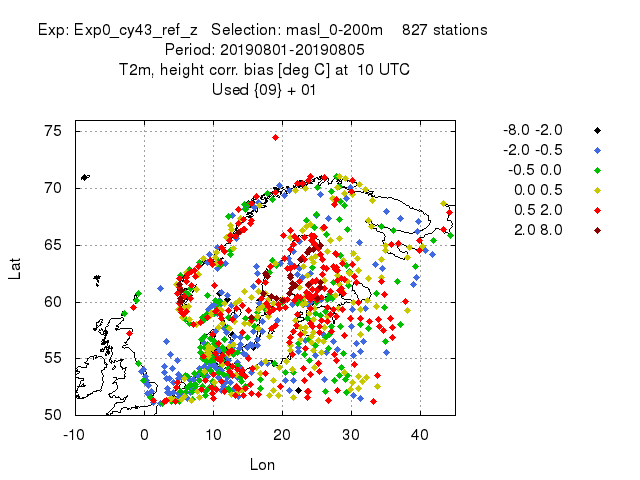 Exp: Exp0_cy43_ref_z   Selection: masl_0-200m    827 stations
Period: 20190801-20190805
T2m, height corr. bias [deg C] at  10 UTC
Used {09} + 01
-8.0 -2.0
-2.0 -0.5
-0.5 0.0
0.0 0.5
0.5 2.0
2.0 8.0
75
70
65
60
55
50
Lat
-10 0 10 20 30 40
Lon